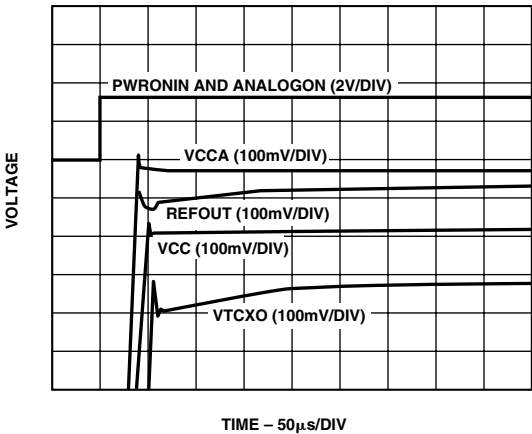 PWRONIN AND ANALOGON (2V/DIV)
VCCA (100mV/DIV)
REFOUT (100mV/DIV)
VCC (100mV/DIV)
VTCXO (100mV/DIV)
VOLTAGE
TIME – 50μs/DIV